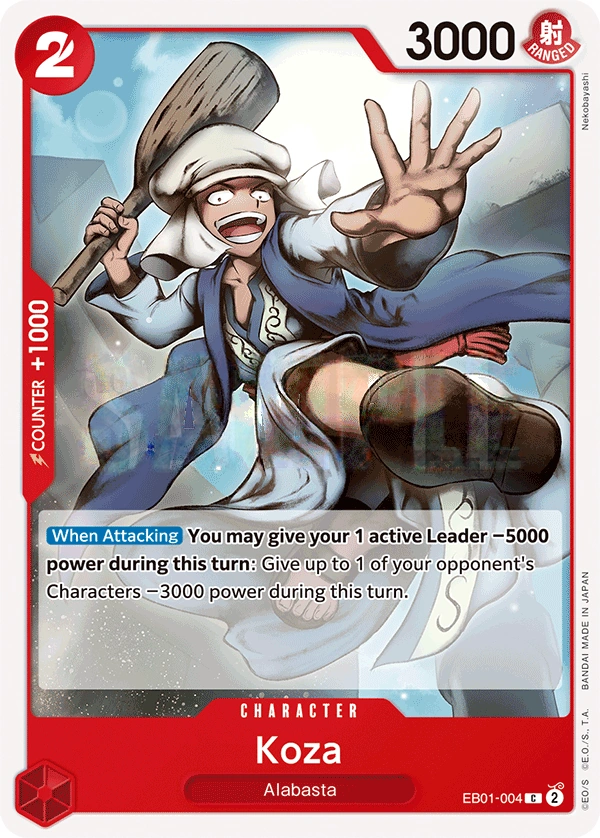 2
3000
射
RANGED
Nekobayashi
COUNTER +1000
SAMPLE
When Attacking You may give your 1 active Leader −5000
power during this turn: Give up to 1 of your opponent's
Characters −3000 power during this turn.
CHARACTER
Koza
Alabasta
EB01-004 C 2
©EO/S ©E.O./S., T.A. BANDAI MADE IN JAPAN